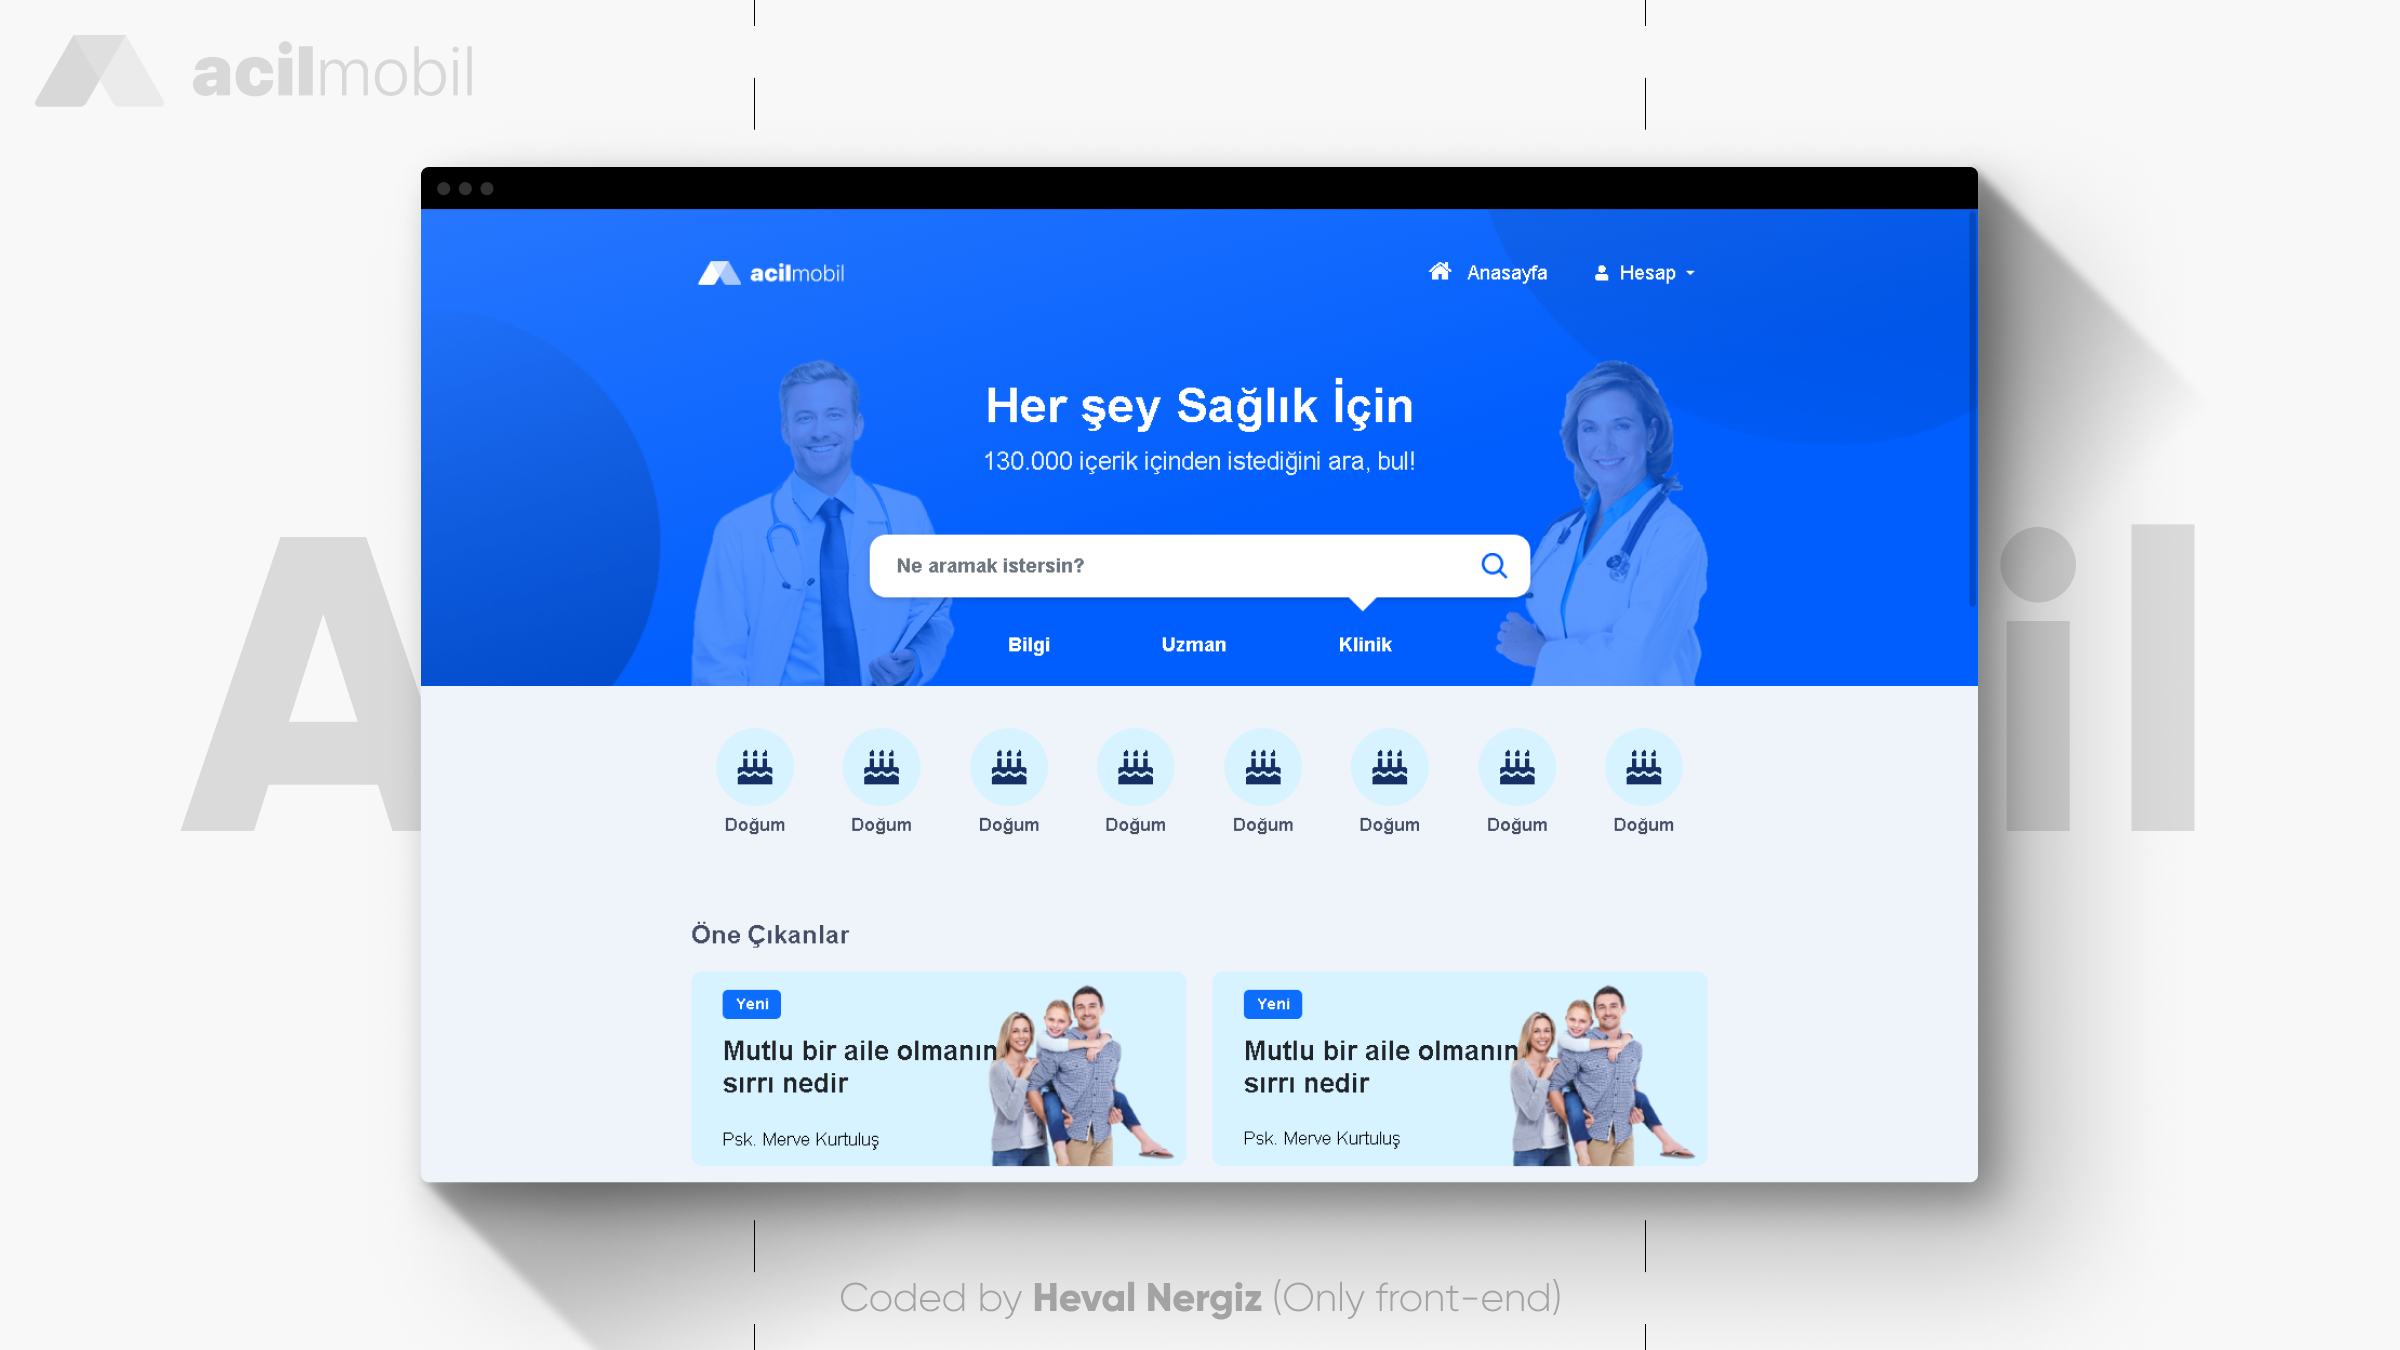 acilmobil
A il
acilmobil
Anasayfa
Hesap
Her şey Sağlık İçin
130.000 içerik içinden istediğini ara, bul!
Ne aramak istersin?
Bilgi Uzman Klinik
Doğum Doğum Doğum Doğum Doğum Doğum Doğum Doğum
Öne Çıkanlar
Yeni
Mutlu bir aile olmanın
sırrı nedir
Psk. Merve Kurtuluş
Yeni
Mutlu bir aile olmanın
sırrı nedir
Psk. Merve Kurtuluş
Coded by Heval Nergiz (Only front-end)